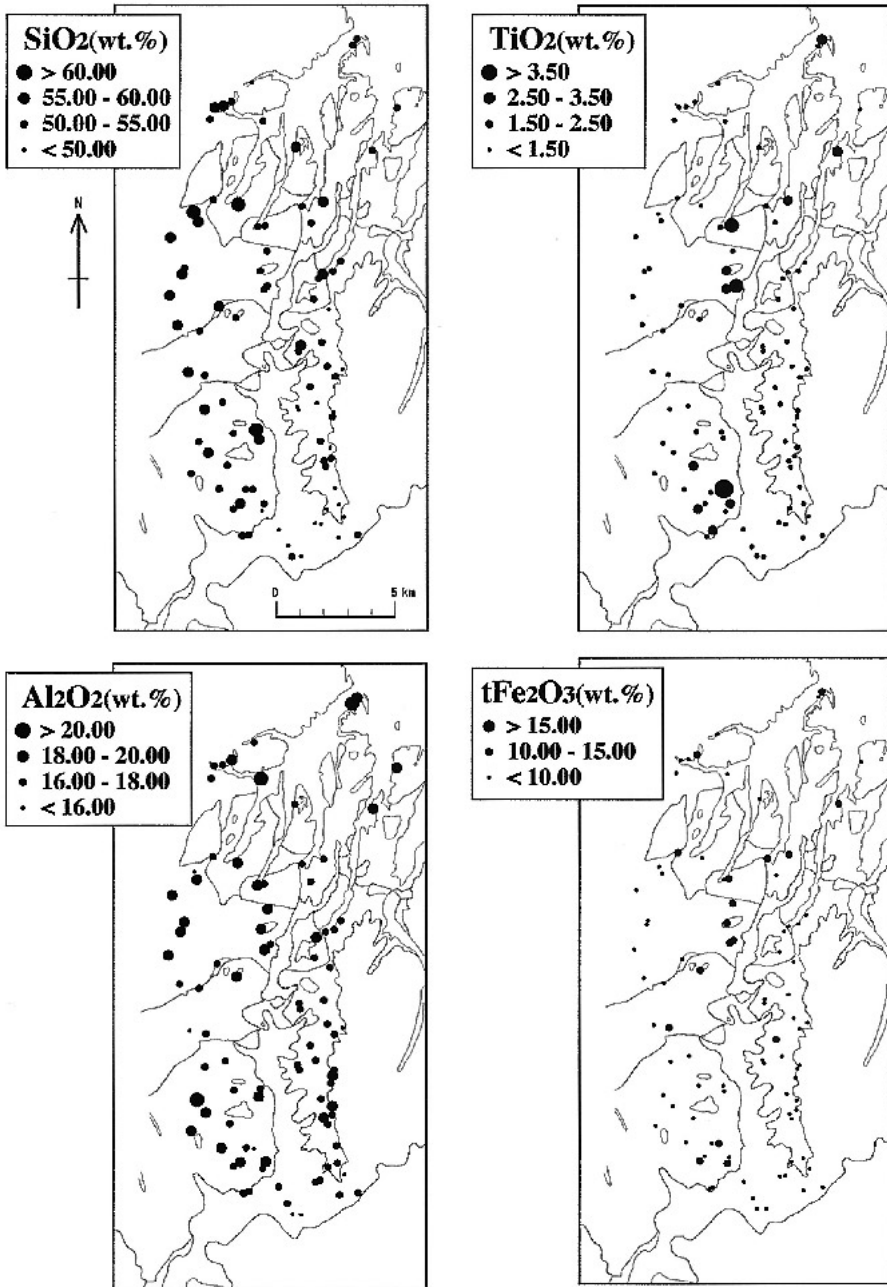 SiO2(wt.%)
> 60.00
55.00 - 60.00
50.00 - 55.00
< 50.00
N
0 5 km
TiO2(wt.%)
> 3.50
2.50 - 3.50
1.50 - 2.50
< 1.50
Al2O2(wt.%)
> 20.00
18.00 - 20.00
16.00 - 18.00
< 16.00
tFe2O3(wt.%)
> 15.00
10.00 - 15.00
< 10.00